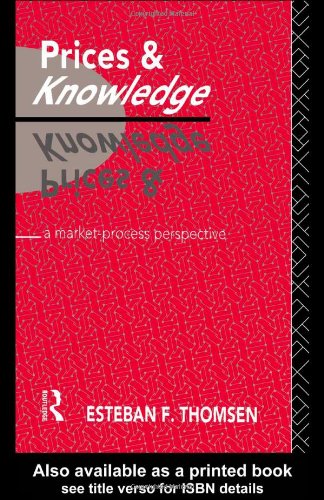 Prices &
Knowledge
Knowledge
Prices &
a market-process perspective
ROUTLEDGE
ESTEBAN F. THOMSEN
Also available as a printed book
see title verso for ISBN details